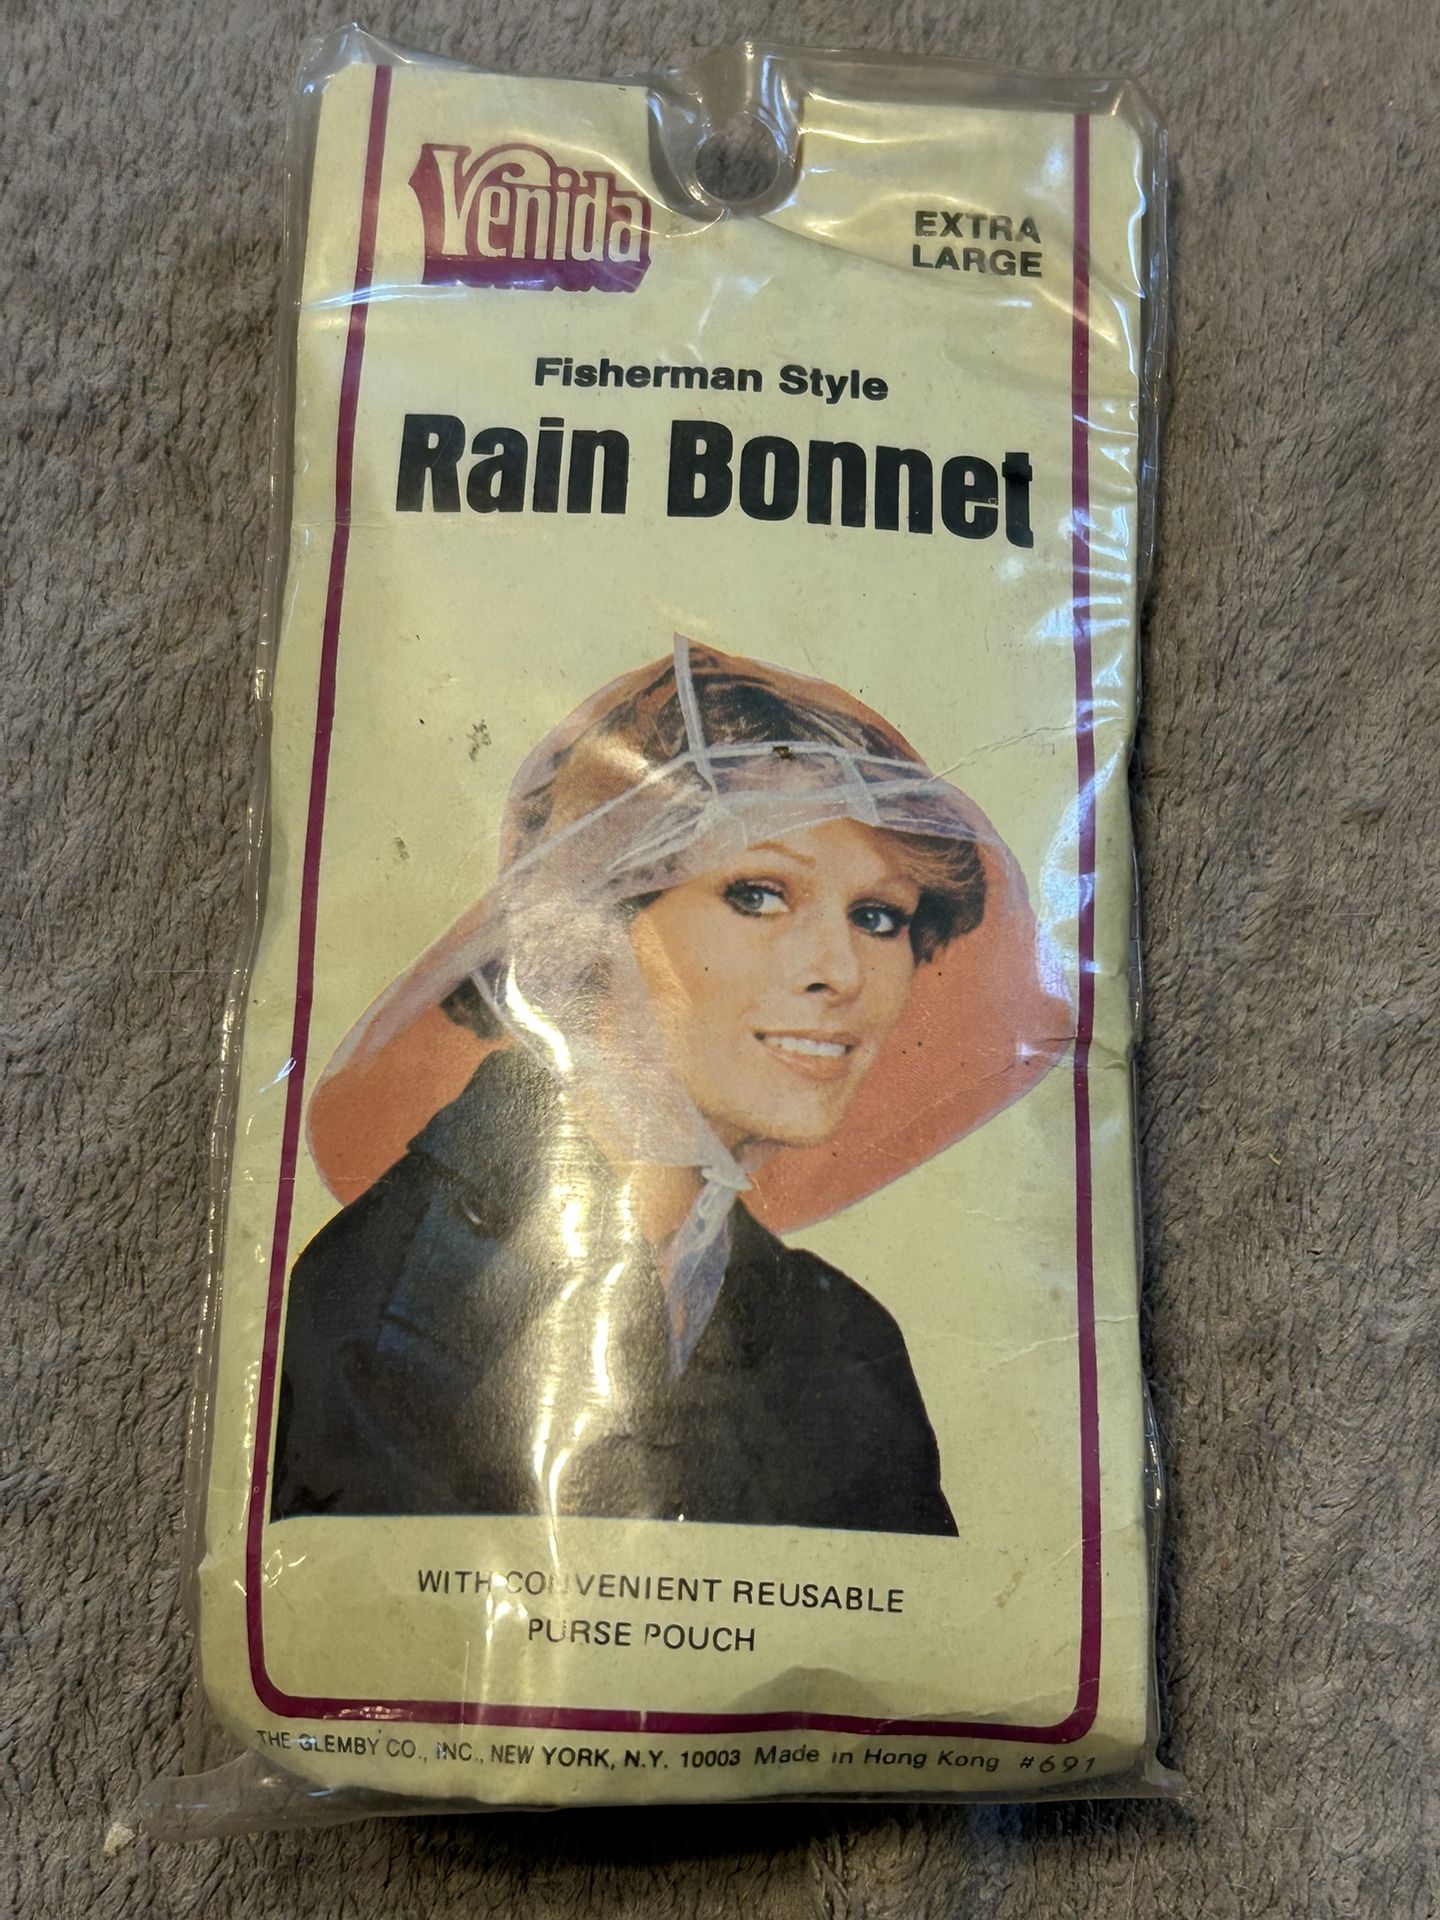 Venida
EXTRA
LARGE
Fisherman Style
Rain Bonnet
WITH CONVENIENT REUSABLE
PURSE POUCH
THE GLEMBY CO., INC., NEW YORK, N.Y. 10003 Made in Hong Kong #691